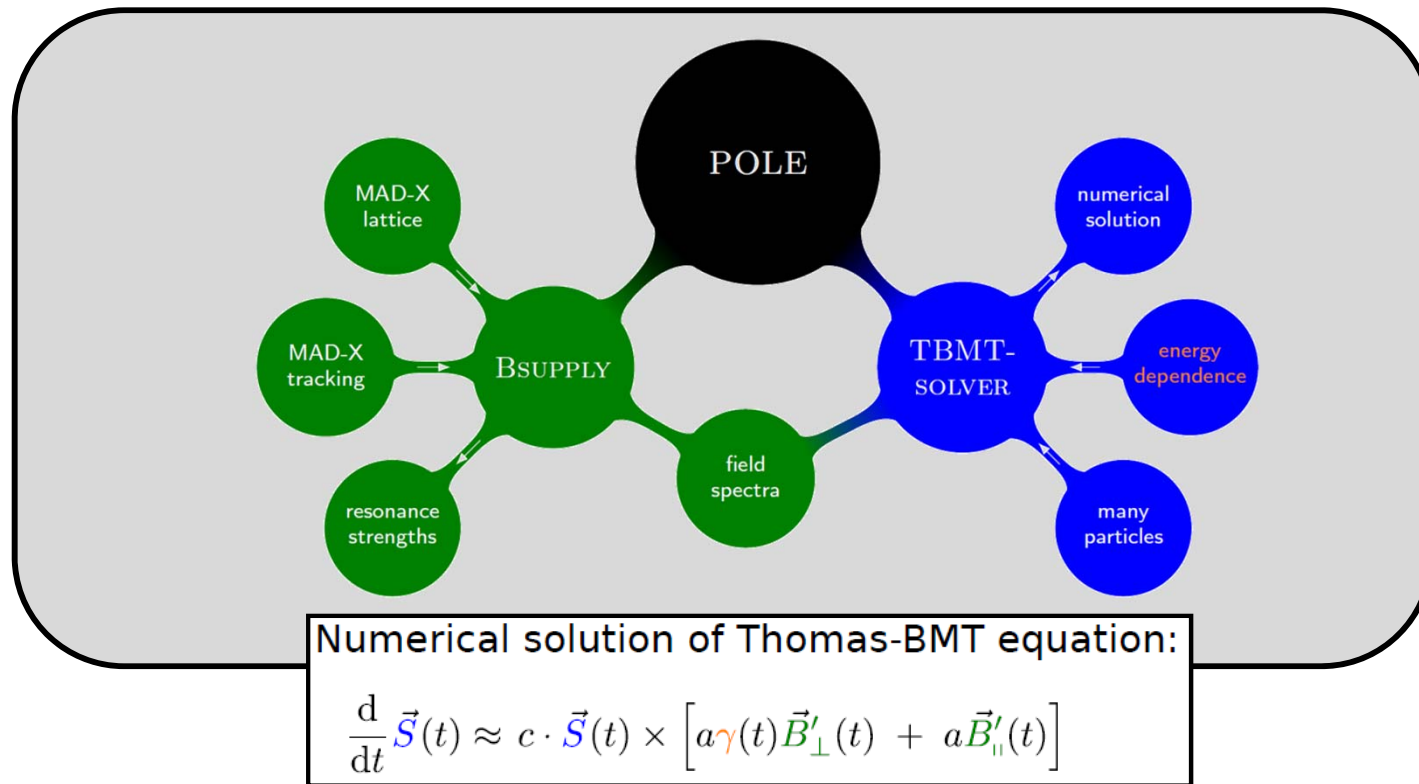 POLE
MAD-X
lattice
numerical
solution
MAD-X
tracking
BSUPPLY
TBMT-
SOLVER
energy
dependence
field
spectra
resonance
strengths
many
particles
Numerical solution of Thomas-BMT equation:
d/dt S⃗(t) ≈ c · S⃗(t) × [aγ(t)B⃗′⊥(t) + aB⃗′∥(t)]